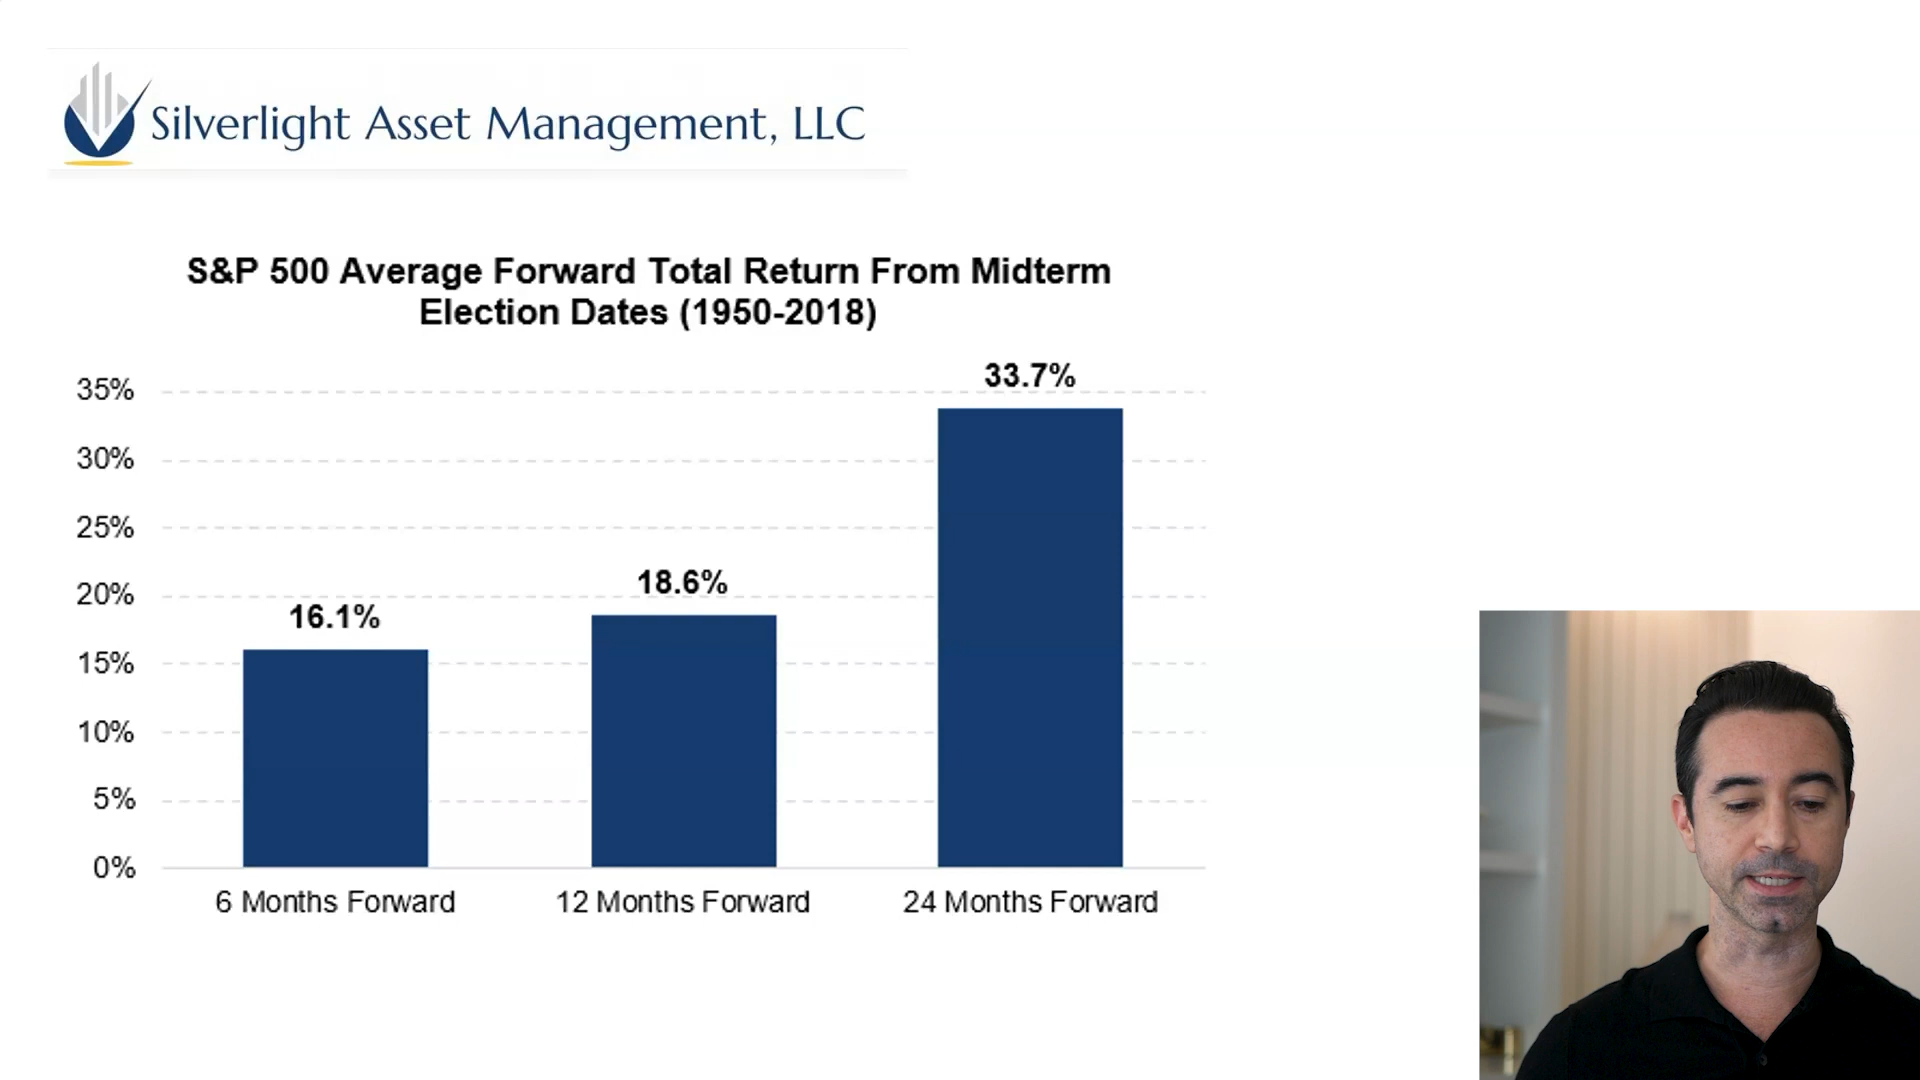 Silverlight Asset Management, LLC
S&P 500 Average Forward Total Return From Midterm
Election Dates (1950-2018)
35%
30%
25%
20%
15%
10%
5%
0%
16.1%
18.6%
33.7%
6 Months Forward
12 Months Forward
24 Months Forward